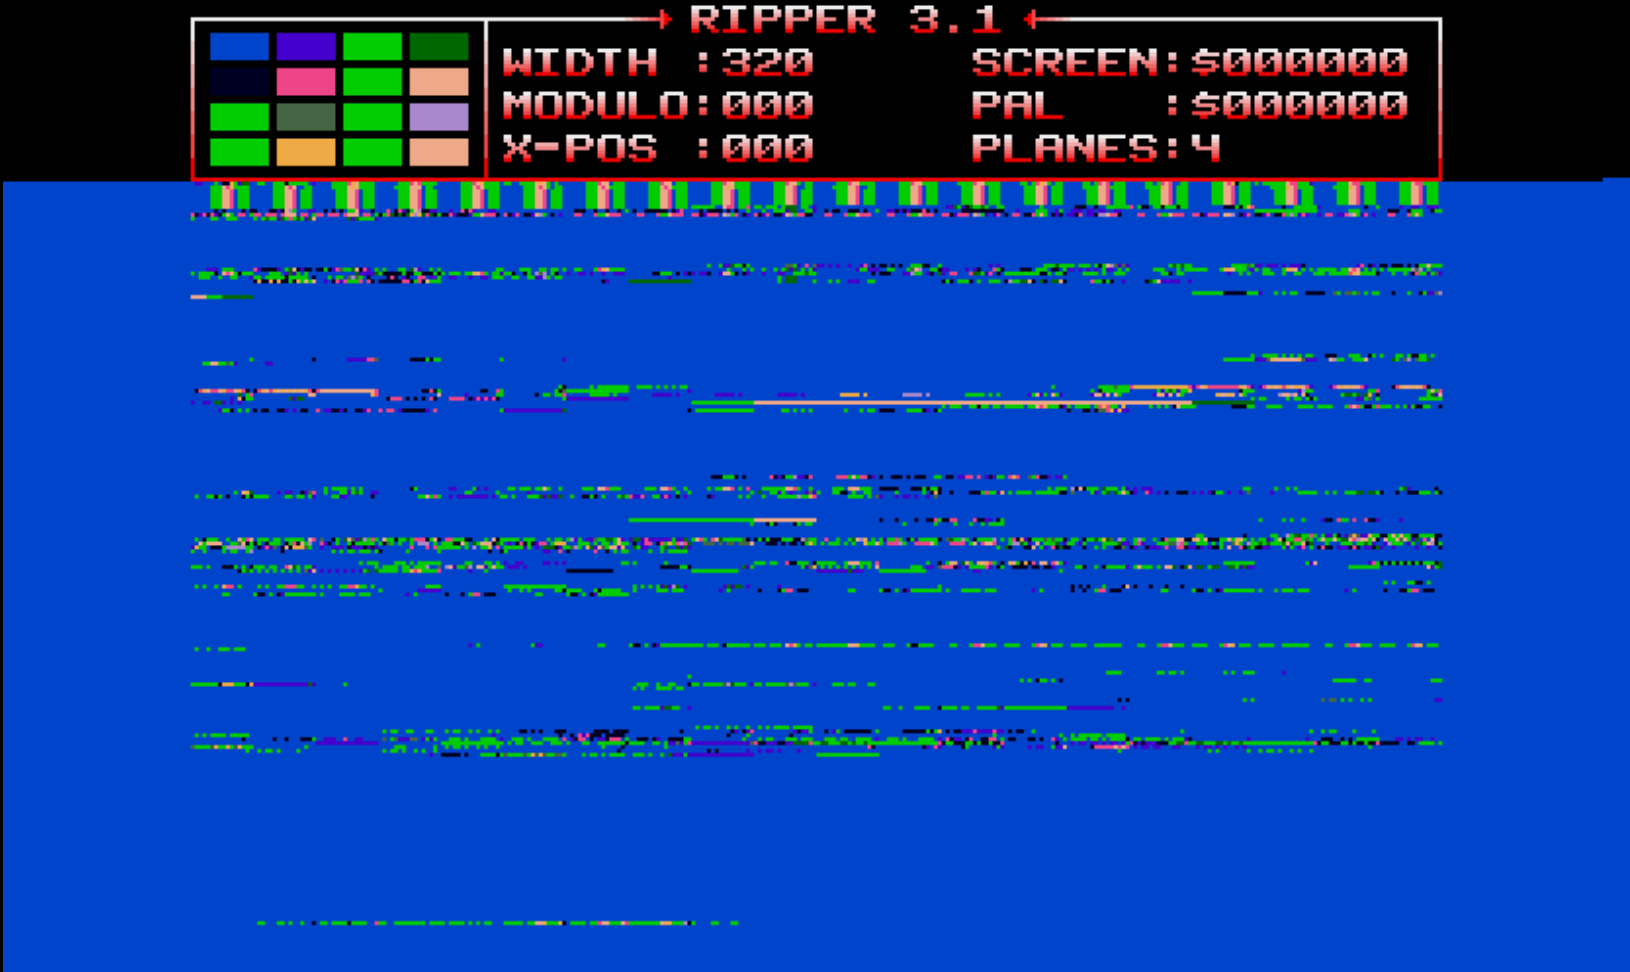 RIPPER 3.1
WIDTH :320 SCREEN:$000000
MODULO:000 PAL :$000000
X-POS :000 PLANES:4